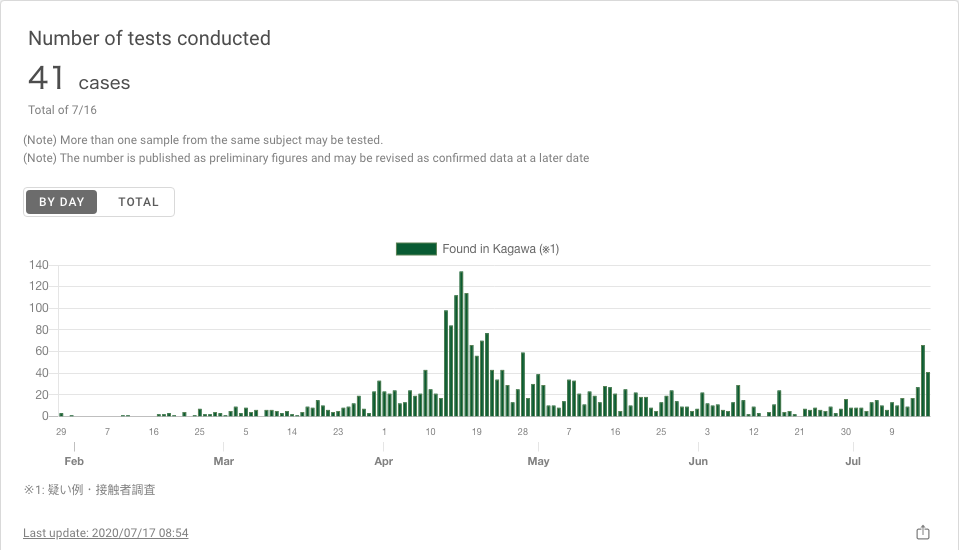 Number of tests conducted
41 cases
Total of 7/16
(Note) More than one sample from the same subject may be tested.
(Note) The number is published as preliminary figures and may be revised as confirmed data at a later date
BY DAY TOTAL
Found in Kagawa (※1)
140
120
100
80
60
40
20
0
29 7 16 25 5 14 23 1 10 19 28 7 16 25 3 12 21 30 9
Feb Mar Apr May Jun Jul
※1: 疑い例・接触者調査
Last update: 2020/07/17 08:54